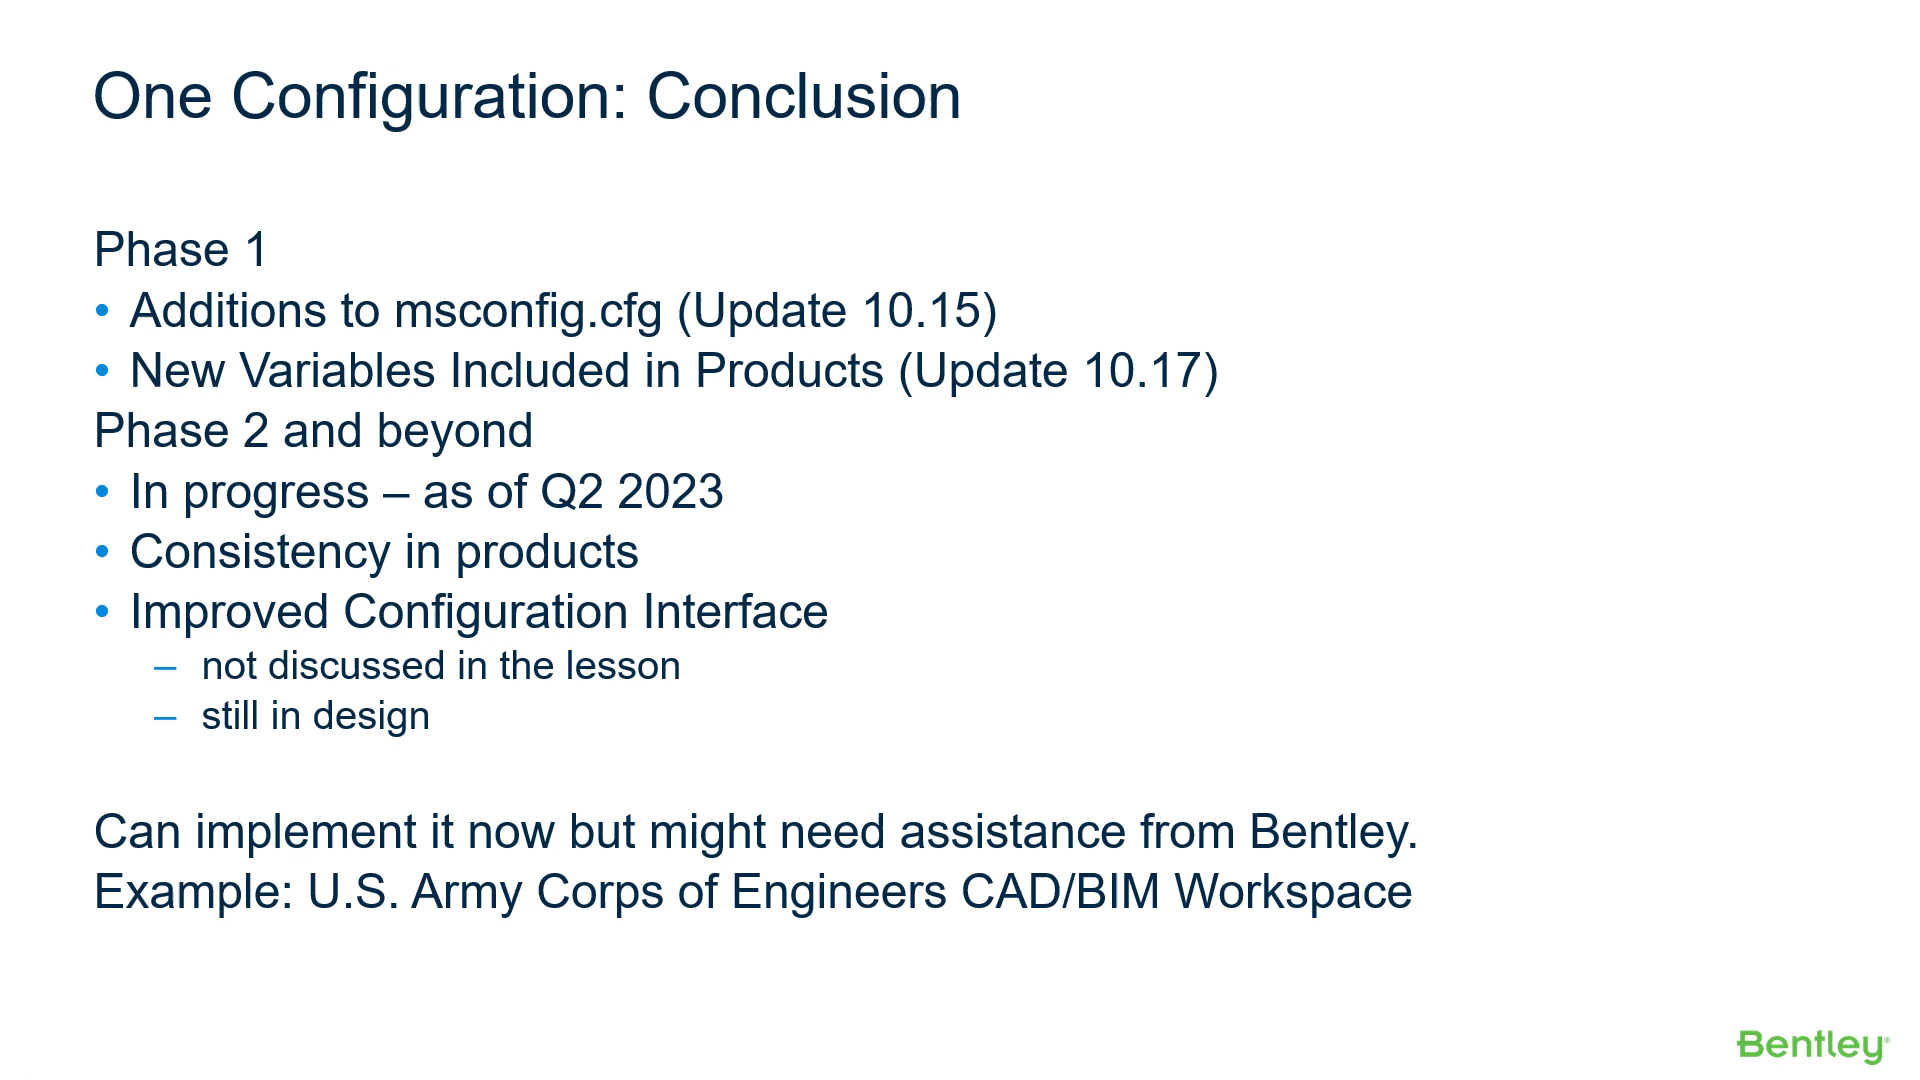 One Configuration: Conclusion
Phase 1
• Additions to msconfig.cfg (Update 10.15)
• New Variables Included in Products (Update 10.17)
Phase 2 and beyond
• In progress – as of Q2 2023
• Consistency in products
• Improved Configuration Interface
– not discussed in the lesson
– still in design
Can implement it now but might need assistance from Bentley.
Example: U.S. Army Corps of Engineers CAD/BIM Workspace
Bentley®